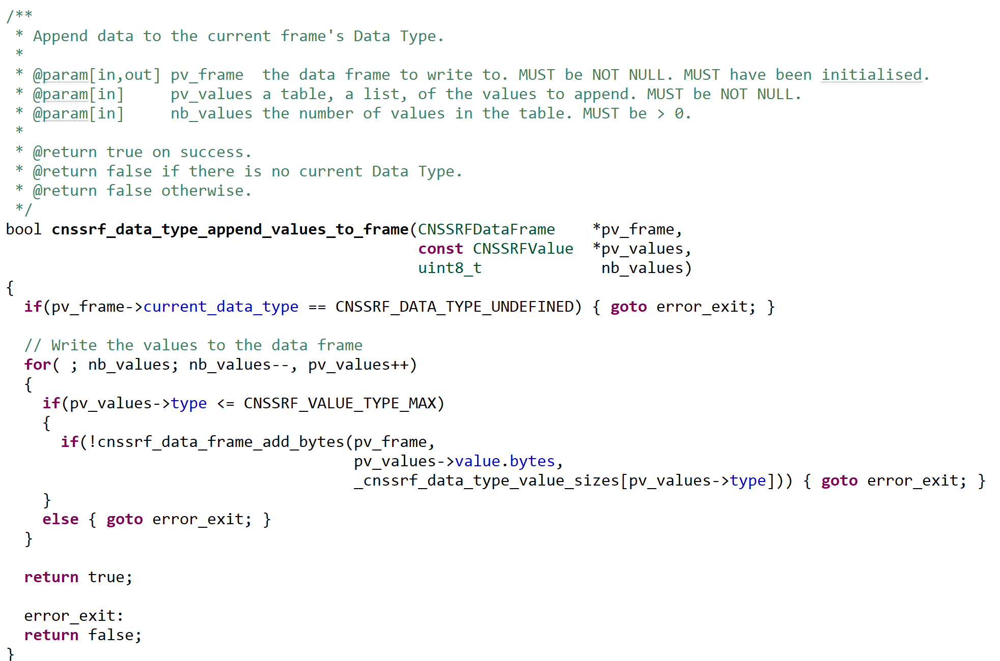 /**
 * Append data to the current frame's Data Type.
 *
 * @param[in,out] pv_frame  the data frame to write to. MUST be NOT NULL. MUST have been initialised.
 * @param[in]     pv_values a table, a list, of the values to append. MUST be NOT NULL.
 * @param[in]     nb_values the number of values in the table. MUST be > 0.
 *
 * @return true on success.
 * @return false if there is no current Data Type.
 * @return false otherwise.
 */
bool cnssrf_data_type_append_values_to_frame(CNSSRFDataFrame    *pv_frame,
                                             const CNSSRFValue  *pv_values,
                                             uint8_t             nb_values)
{
  if(pv_frame->current_data_type == CNSSRF_DATA_TYPE_UNDEFINED) { goto error_exit; }

  // Write the values to the data frame
  for( ; nb_values; nb_values--, pv_values++)
  {
    if(pv_values->type <= CNSSRF_VALUE_TYPE_MAX)
    {
      if(!cnssrf_data_frame_add_bytes(pv_frame,
                                      pv_values->value.bytes,
                                      _cnssrf_data_type_value_sizes[pv_values->type])) { goto error_exit; }
    }
    else { goto error_exit; }
  }

  return true;

  error_exit:
  return false;
}